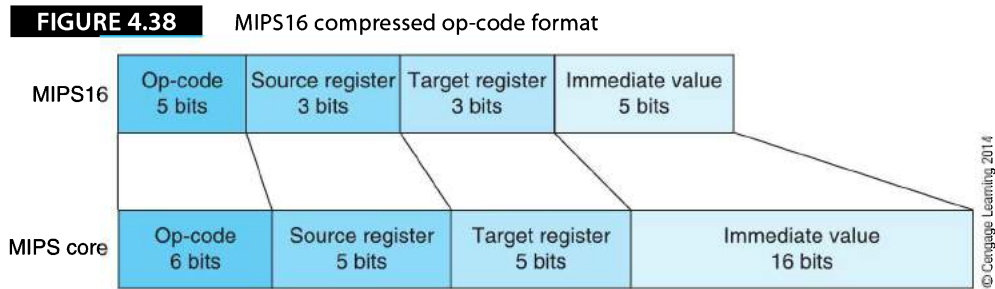 FIGURE 4.38 MIPS16 compressed op-code format
MIPS16
Op-code
5 bits
Source register
3 bits
Target register
3 bits
Immediate value
5 bits
MIPS core
Op-code
6 bits
Source register
5 bits
Target register
5 bits
Immediate value
16 bits
© Cengage Learning 2014